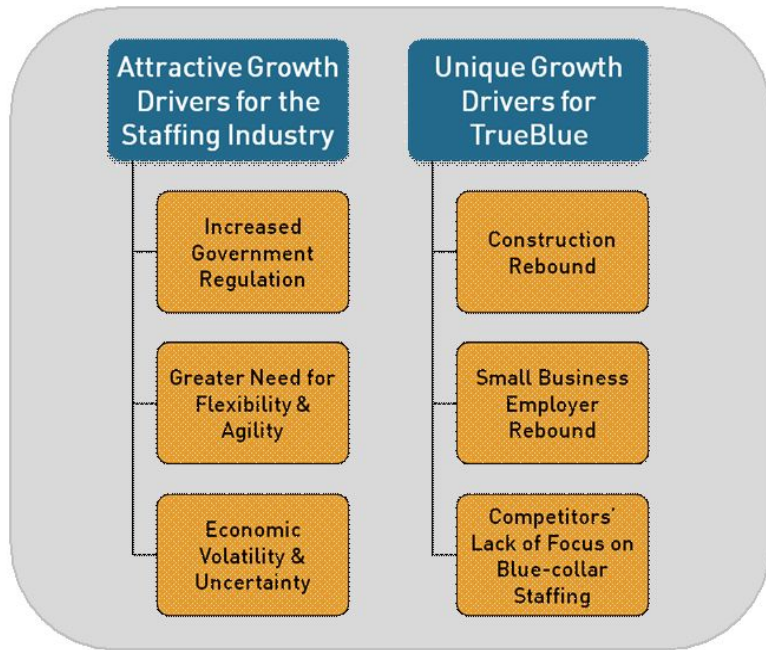 Attractive Growth
Drivers for the
Staffing Industry
Increased
Government
Regulation
Greater Need for
Flexibility &
Agility
Economic
Volatility &
Uncertainty
Unique Growth
Drivers for
TrueBlue
Construction
Rebound
Small Business
Employer
Rebound
Competitors'
Lack of Focus on
Blue-collar
Staffing